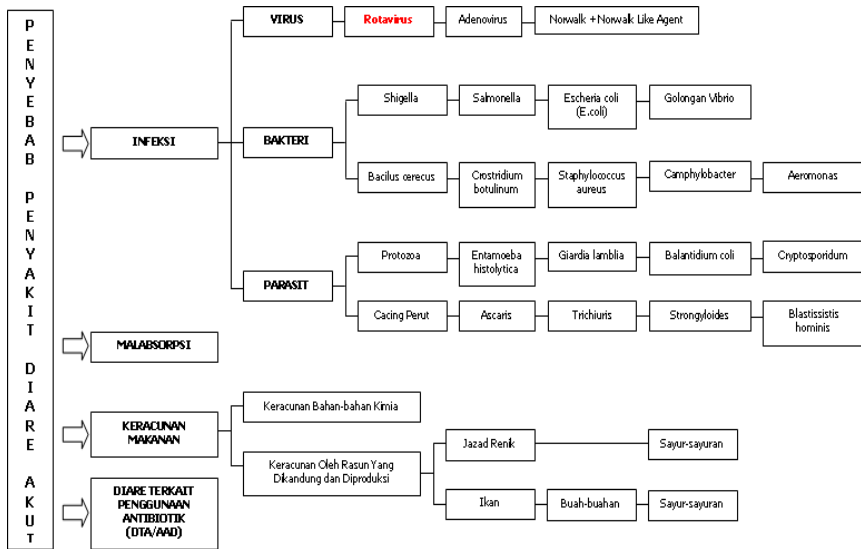 PENYEBAB PENYAKIT DIARE AKUT
INFEKSI
VIRUS
Rotavirus
Adenovirus
Norwalk +Norwalk Like Agent
BAKTERI
Shigella
Salmonella
Escheria coli
(E.coli)
Golongan Vibrio
Bacilus cerecus
Crostridium
botulinum
Staphylococcus
aureus
Camphylobacter
Aeromonas
PARASIT
Protozoa
Entamoeba
histolytica
Giardia lamblia
Balantidium coli
Cryptosporidum
Cacing Perut
Ascaris
Trichiuris
Strongyloides
Blastissistis
hominis
MALABSORPSI
KERACUNAN
MAKANAN
Keracunan Bahan-bahan Kimia
Keracunan Oleh Rasun Yang
Dikandung dan Diproduksi
Jazad Renik
Sayur-sayuran
Ikan
Buah-buahan
Sayur-sayuran
DIARE TERKAIT
PENGGUNAAN
ANTIBIOTIK
(DTA/AAD)